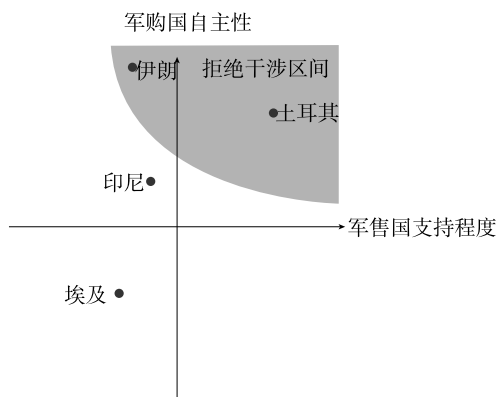 军购国自主性
伊朗
拒绝干涉区间
土耳其
印尼
军售国支持程度
埃及